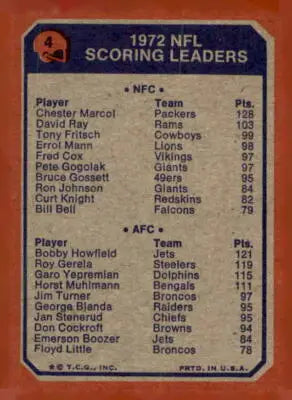 4
1972 NFL
SCORING LEADERS
• NFC •
Player Team Pts.
Chester Marcol Packers 128
David Ray Rams 103
Tony Fritsch Cowboys 99
Errol Mann Lions 98
Fred Cox Vikings 97
Pete Gogolak Giants 97
Bruce Gossett 49ers 95
Ron Johnson Giants 84
Curt Knight Redskins 82
Bill Bell Falcons 79
• AFC •
Player Team Pts.
Bobby Howfield Jets 121
Roy Gerela Steelers 119
Garo Yepremian Dolphins 115
Horst Muhlmann Bengals 111
Jim Turner Broncos 97
George Blanda Raiders 95
Jan Stenerud Chiefs 95
Don Cockroft Browns 94
Emerson Boozer Jets 84
Floyd Little Broncos 78
★ © T.C.G., INC. PRTD. IN U.S.A.